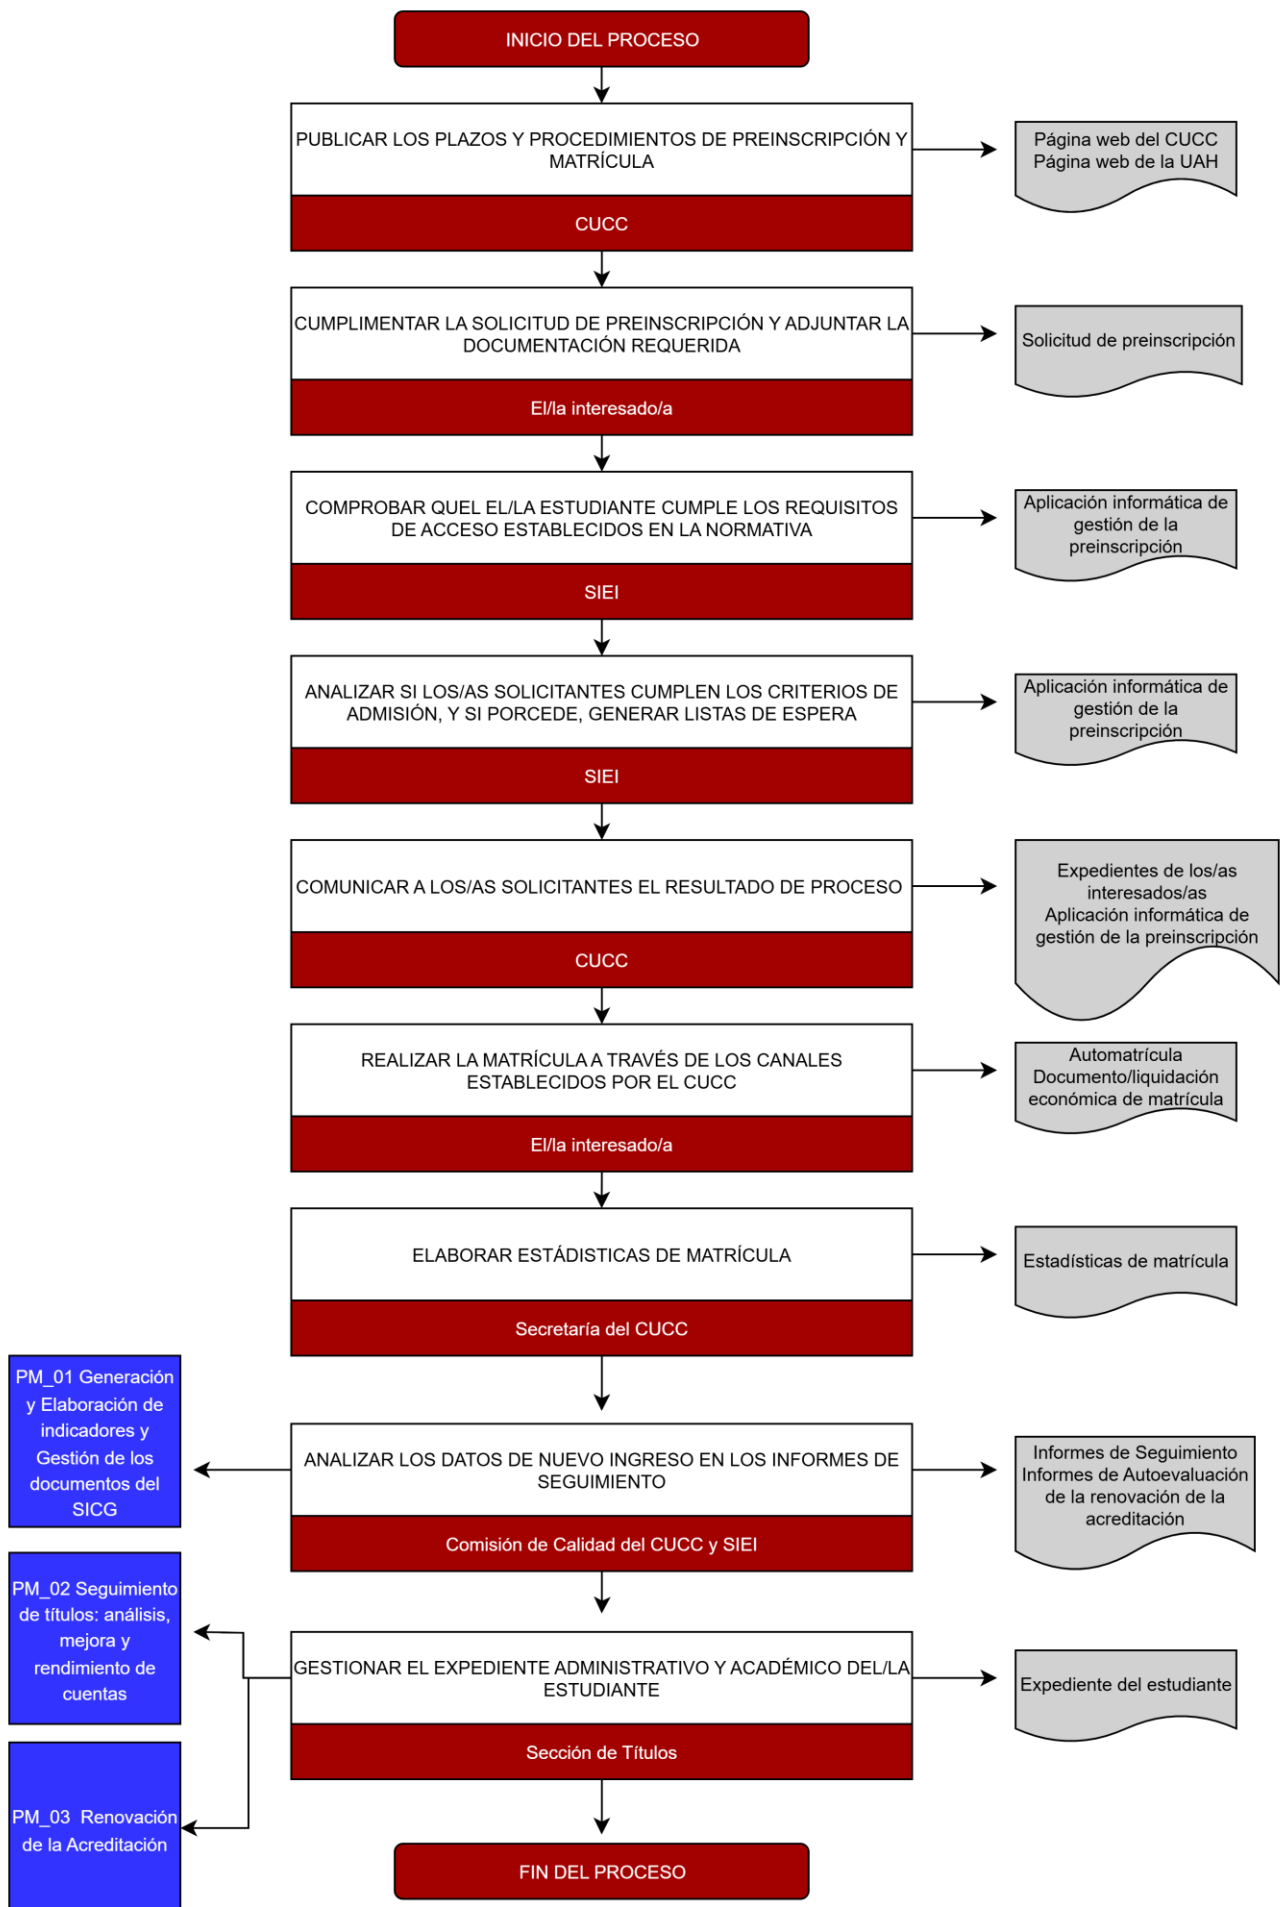 INICIO DEL PROCESO
PUBLICAR LOS PLAZOS Y PROCEDIMIENTOS DE PREINSCRIPCIÓN Y
MATRÍCULA
CUCC
Página web del CUCC
Página web de la UAH
CUMPLIMENTAR LA SOLICITUD DE PREINSCRIPCIÓN Y ADJUNTAR LA
DOCUMENTACIÓN REQUERIDA
El/la interesado/a
Solicitud de preinscripción
COMPROBAR QUEL EL/LA ESTUDIANTE CUMPLE LOS REQUISITOS
DE ACCESO ESTABLECIDOS EN LA NORMATIVA
SIEI
Aplicación informática de
gestión de la
preinscripción
ANALIZAR SI LOS/AS SOLICITANTES CUMPLEN LOS CRITERIOS DE
ADMISIÓN, Y SI PORCEDE, GENERAR LISTAS DE ESPERA
SIEI
Aplicación informática de
gestión de la
preinscripción
COMUNICAR A LOS/AS SOLICITANTES EL RESULTADO DE PROCESO
CUCC
Expedientes de los/as
interesados/as
Aplicación informática de
gestión de la preinscripción
REALIZAR LA MATRÍCULA A TRAVÉS DE LOS CANALES
ESTABLECIDOS POR EL CUCC
El/la interesado/a
Automatrícula
Documento/liquidación
económica de matrícula
ELABORAR ESTÁDISTICAS DE MATRÍCULA
Secretaría del CUCC
Estadísticas de matrícula
PM_01 Generación
y Elaboración de
indicadores y
Gestión de los
documentos del
SICG
ANALIZAR LOS DATOS DE NUEVO INGRESO EN LOS INFORMES DE
SEGUIMIENTO
Comisión de Calidad del CUCC y SIEI
Informes de Seguimiento
Informes de Autoevaluación
de la renovación de la
acreditación
PM_02 Seguimiento
de títulos: análisis,
mejora y
rendimiento de
cuentas
GESTIONAR EL EXPEDIENTE ADMINISTRATIVO Y ACADÉMICO DEL/LA
ESTUDIANTE
Sección de Títulos
Expediente del estudiante
PM_03 Renovación
de la Acreditación
FIN DEL PROCESO